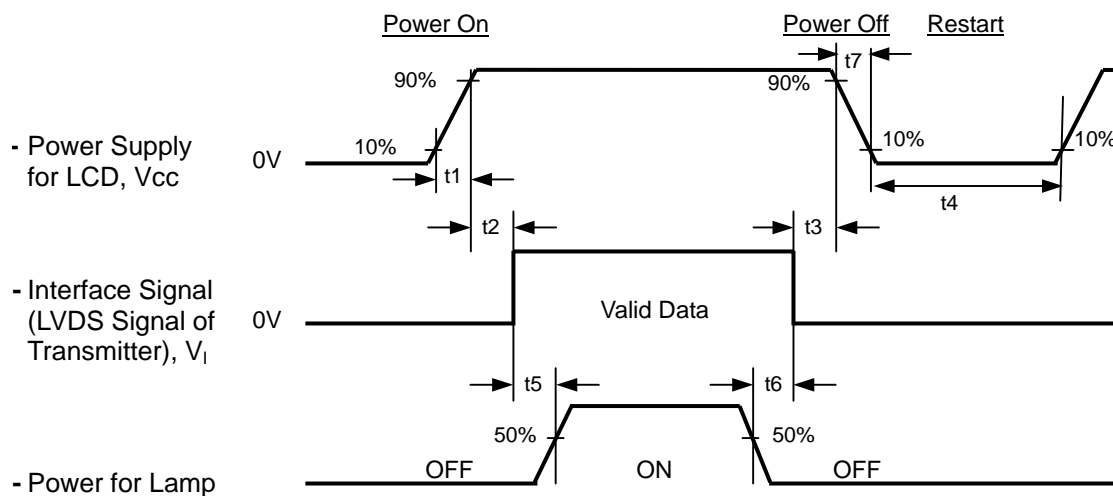 Power On
Power Off
Restart
t7
90%
90%
10%
10%
10%
- Power Supply
for LCD, Vcc
0V
t1
t4
t2
t3
- Interface Signal
(LVDS Signal of
Transmitter), VI
0V
Valid Data
t5
t6
50%
50%
- Power for Lamp
OFF
ON
OFF